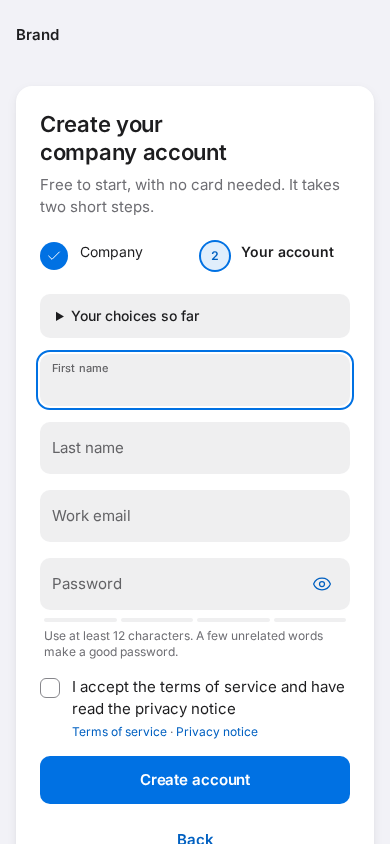 Brand
Create your
company account
Free to start, with no card needed. It takes
two short steps.
Company
2
Your account
Your choices so far
First name
Last name
Work email
Password
Use at least 12 characters. A few unrelated words
make a good password.
I accept the terms of service and have
read the privacy notice
Terms of service · Privacy notice
Create account
Back